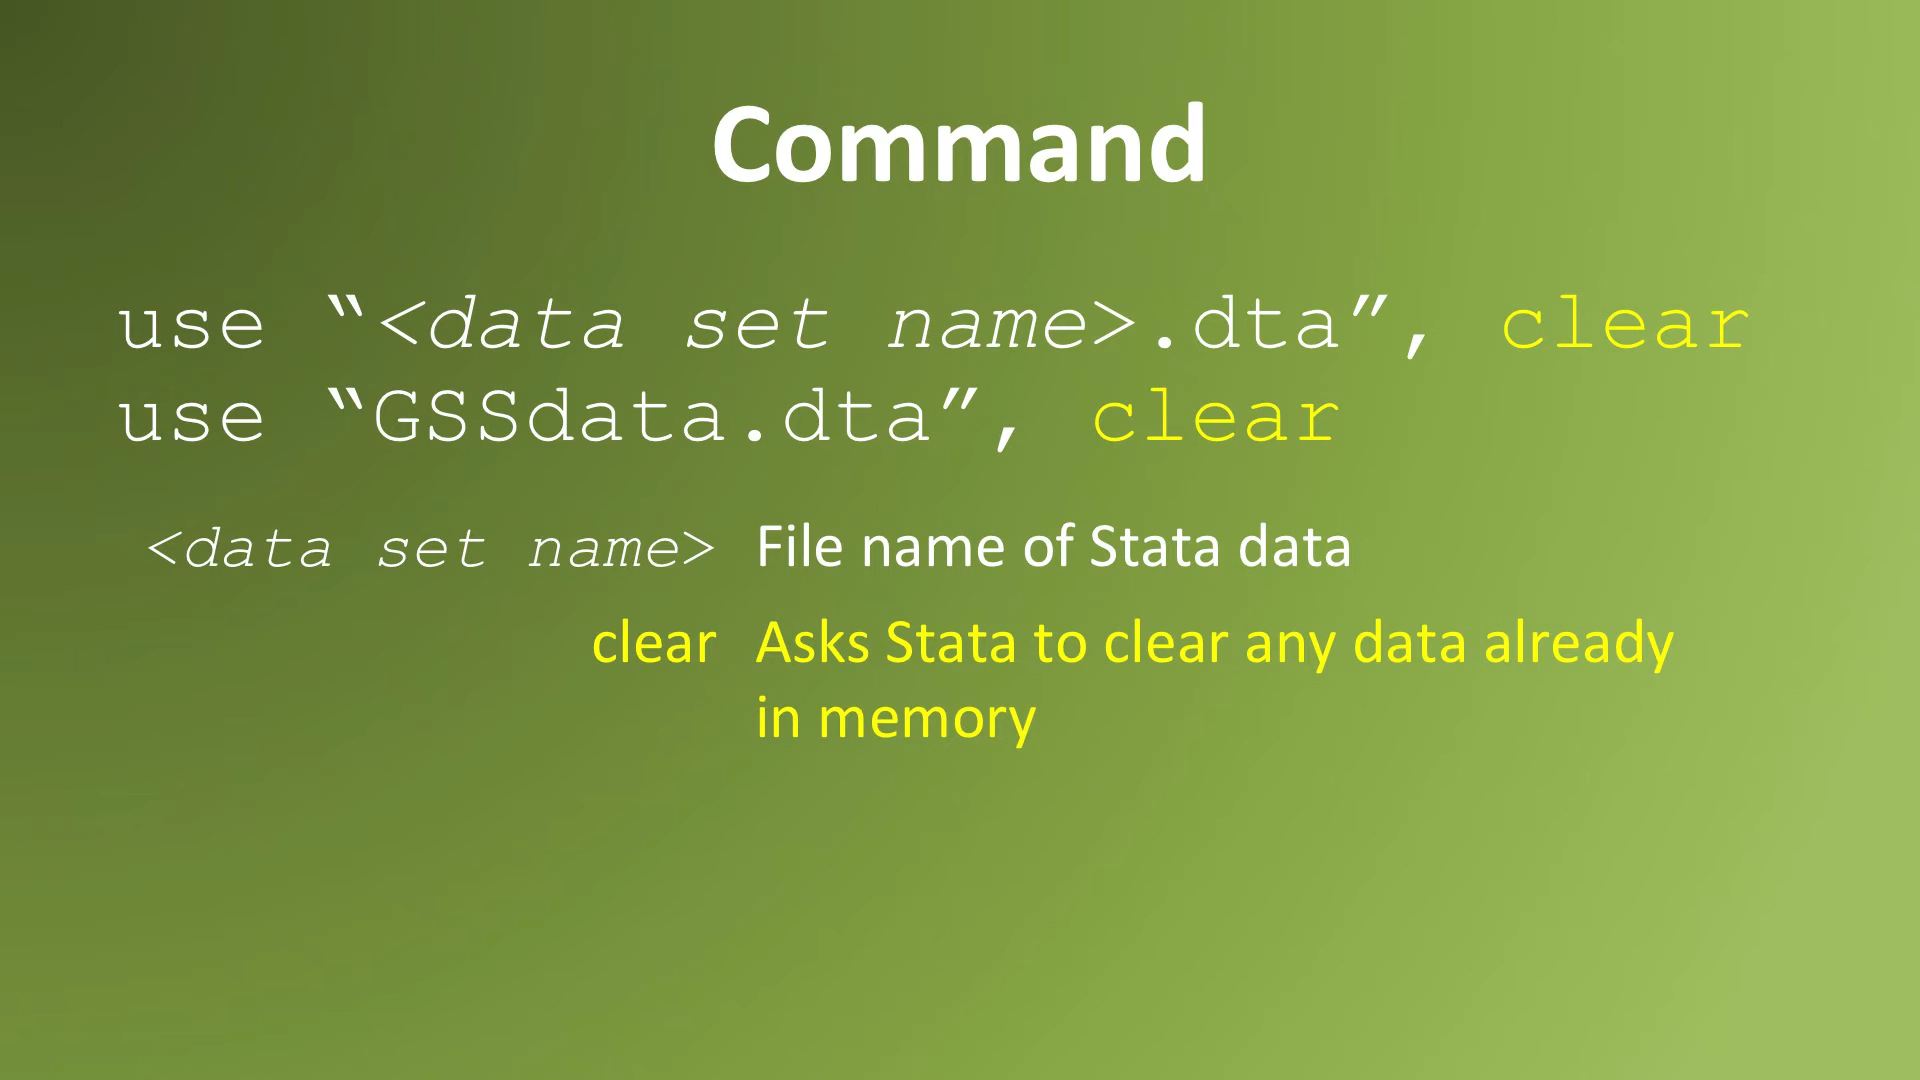 Command
use “<data set name>.dta”, clear
use “GSSdata.dta”, clear
<data set name> File name of Stata data
clear Asks Stata to clear any data already
in memory